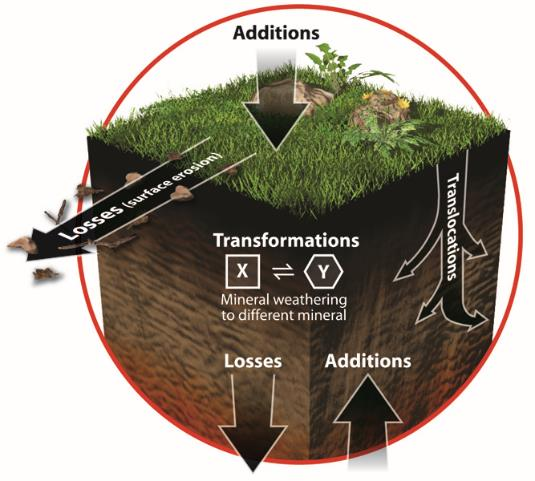 Additions
Losses (surface erosion)
Translocations
Transformations
X ⇌ Y
Mineral weathering
to different mineral
Losses
Additions